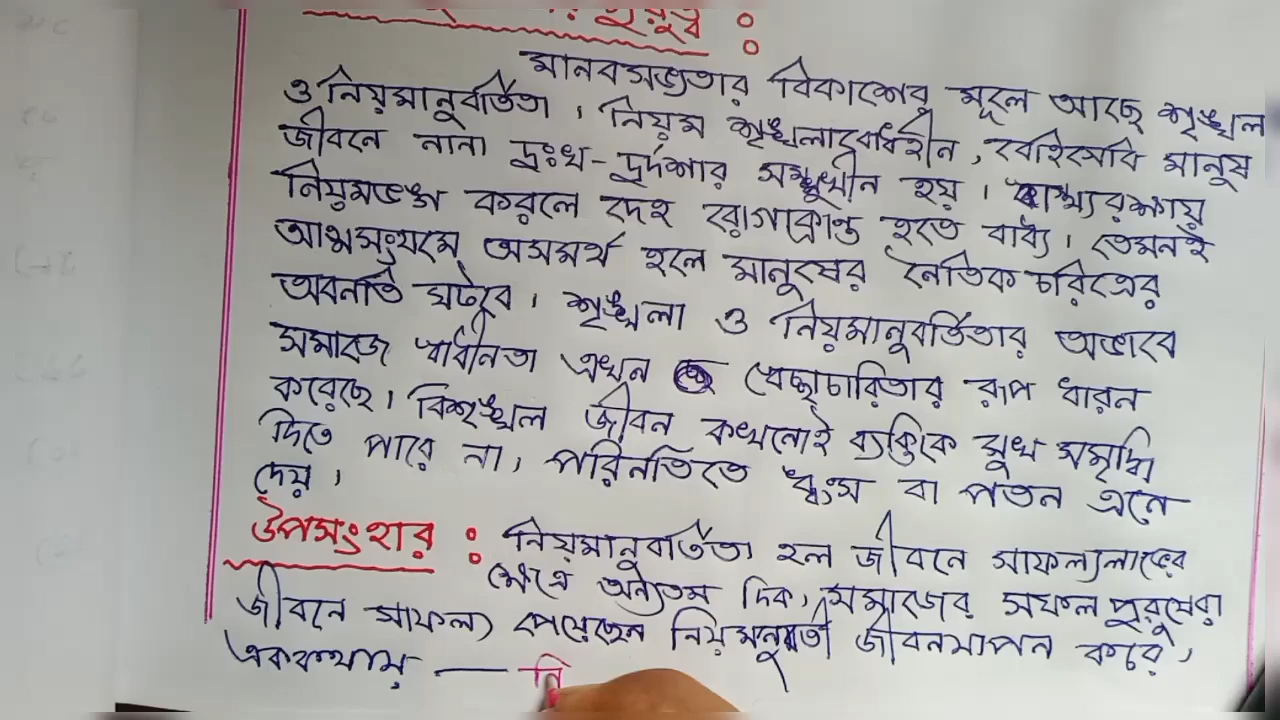 মানবসভ্যতার বিকাশের মূলে আছে শৃঙ্খল
ও নিয়মানুবর্তিতা। নিয়ম শৃঙ্খলাবোধহীন, বেহিসেবি মানুষ
জীবনে নানা দুঃখ-দুর্দশার সম্মুখীন হয়। স্বাস্থ্যরক্ষায়
নিয়মভঙ্গ করলে দেহ রোগাক্রান্ত হতে বাধ্য। তেমনই
আত্মসংযমে অসমর্থ হলে মানুষের নৈতিক চরিত্রের
অবনতি ঘটবে। শৃঙ্খলা ও নিয়মানুবর্তিতার অভাবে
সমাজে স্বাধীনতা এখন স্বেচ্ছাচারিতার রূপ ধারন
করেছে। বিশৃঙ্খল জীবন কখনোই ব্যক্তিকে সুখ সমৃদ্ধি
দিতে পারে না, পরিনতিতে ধ্বংস বা পতন এনে
দেয়।
উপসংহার : নিয়মানুবর্তিতা হল জীবনে সাফল্যলাভের
ক্ষেত্রে অন্যতম দিক, সমাজের সফল পুরুষেরা
জীবনে সাফল্য পেয়েছেন নিয়মানুবর্তী জীবনযাপন করে,
এককথায় — নি